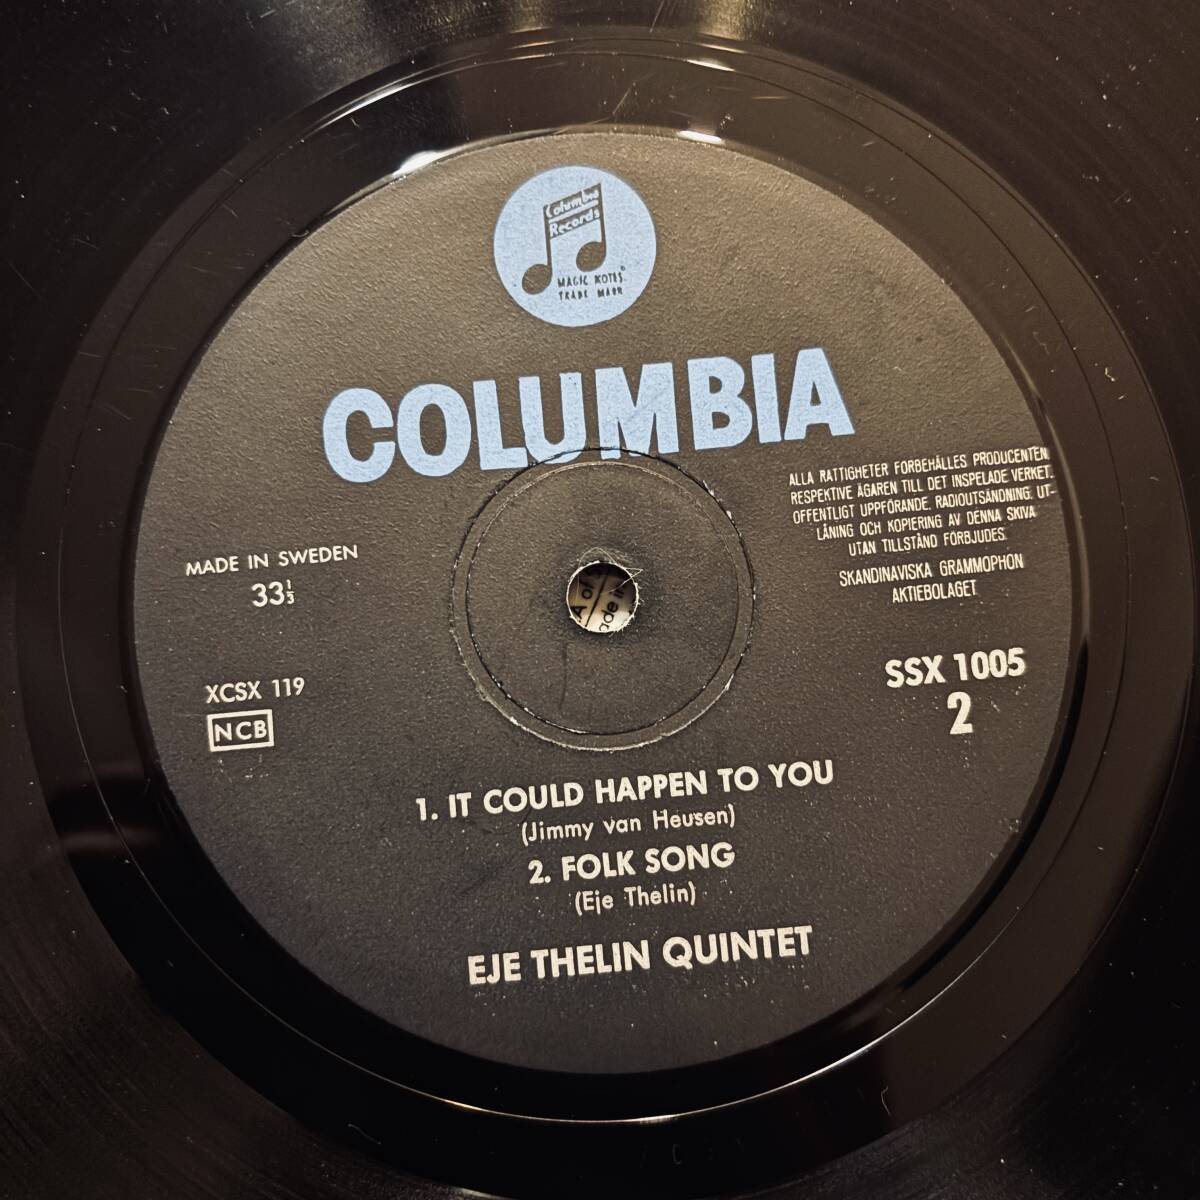 Columbia
Records
MAGIC NOTES
TRADE MARK
COLUMBIA
ALLA RÄTTIGHETER FÖRBEHÅLLES PRODUCENTEN
RESPEKTIVE ÄGAREN TILL DET INSPELADE VERKET.
OFFENTLIGT UPPFÖRANDE, RADIOUTSÄNDNING, UT-
LÅNING OCH KOPIERING AV DENNA SKIVA
UTAN TILLSTÅND FÖRBJUDES.
SKANDINAVISKA GRAMMOPHON
AKTIEBOLAGET
MADE IN SWEDEN
33⅓
XCSX 119
NCB
SSX 1005
2
1. IT COULD HAPPEN TO YOU
(Jimmy van Heusen)
2. FOLK SONG
(Eje Thelin)
EJE THELIN QUINTET